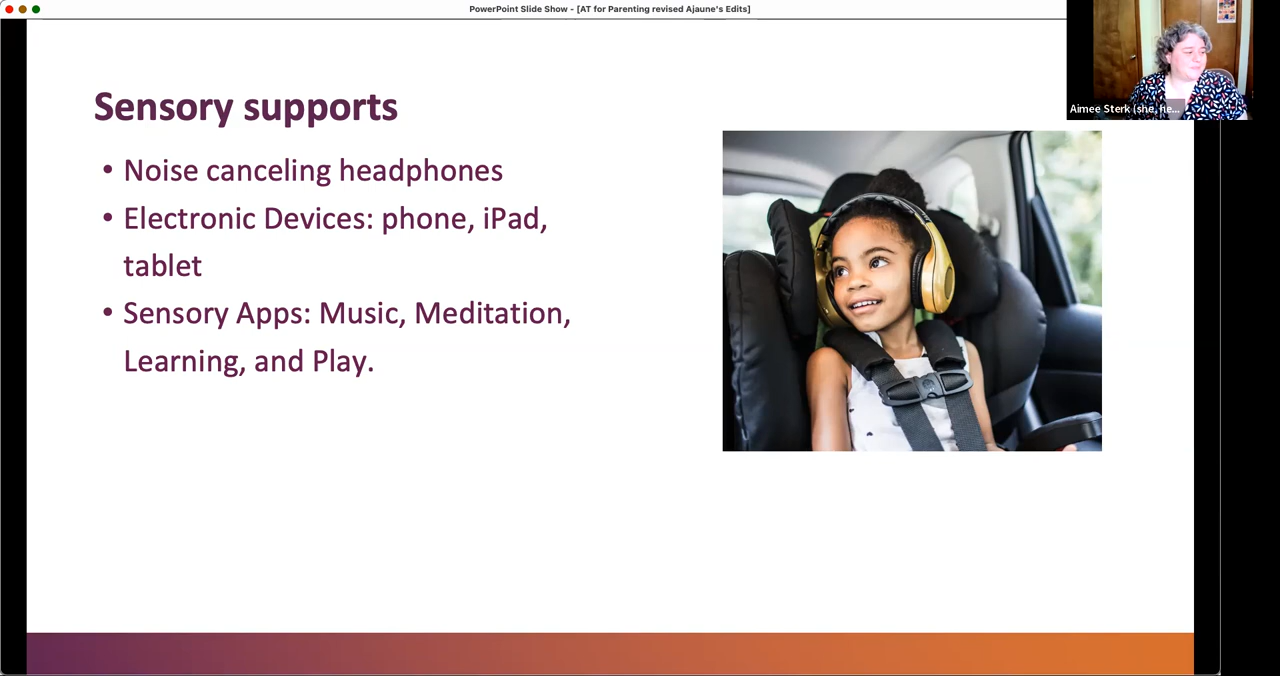 PowerPoint Slide Show - [AT for Parenting revised Ajaune's Edits]
Aimee Sterk (she, he...
Sensory supports
• Noise canceling headphones
• Electronic Devices: phone, iPad,
tablet
• Sensory Apps: Music, Meditation,
Learning, and Play.